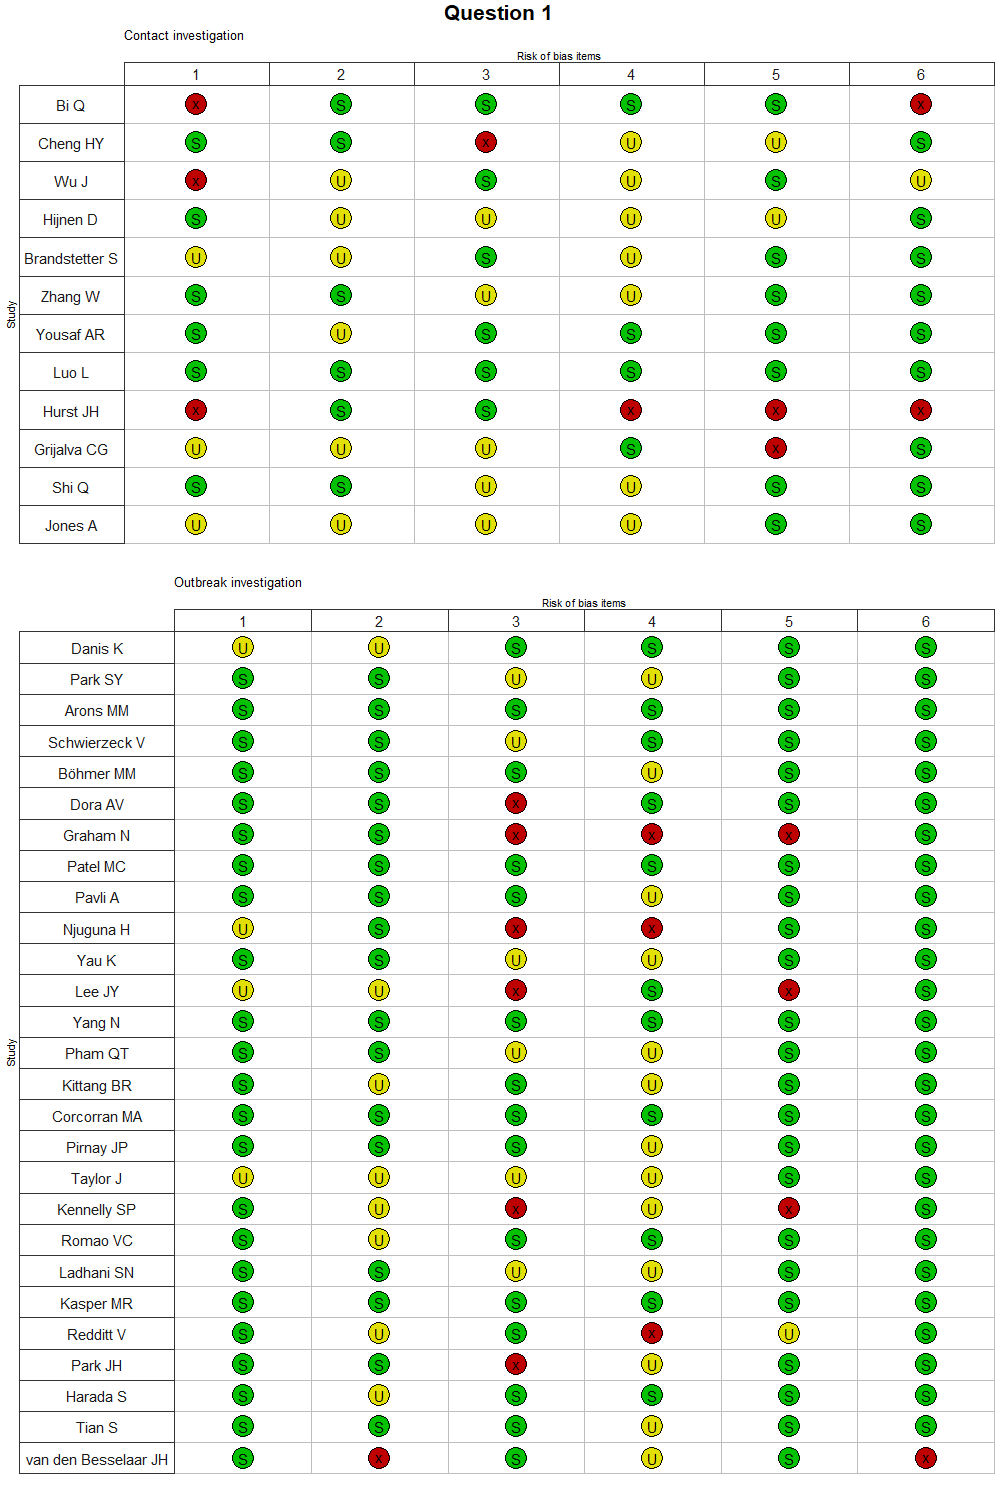 Question 1
Contact investigation
Risk of bias items
1 2 3 4 5 6
Study
Bi Q x S S S S x
Cheng HY S S x U U S
Wu J x U S U S U
Hijnen D S U U U U S
Brandstetter S U U S U S S
Zhang W S S U U S S
Yousaf AR S U S S S S
Luo L S S S S S S
Hurst JH x S S x x x
Grijalva CG U U U S x S
Shi Q S S U U S S
Jones A U U U U S S
Outbreak investigation
Risk of bias items
1 2 3 4 5 6
Study
Danis K U U S S S S
Park SY S S U U S S
Arons MM S S S S S S
Schwierzeck V S S U S S S
Böhmer MM S S S U S S
Dora AV S S x S S S
Graham N S S x x x S
Patel MC S S S S S S
Pavli A S S S U S S
Njuguna H U S x x S S
Yau K S S U U S S
Lee JY U U x S x S
Yang N S S S S S S
Pham QT S S U U S S
Kittang BR S U S U S S
Corcorran MA S S S S S S
Pirnay JP S S S U S S
Taylor J U U U U S S
Kennelly SP S U x U x S
Romao VC S U S S S S
Ladhani SN S S U U S S
Kasper MR S S S S S S
Redditt V S U S x U S
Park JH S S x U S S
Harada S S U S S S S
Tian S S S S U S S
van den Besselaar JH S x S U S x